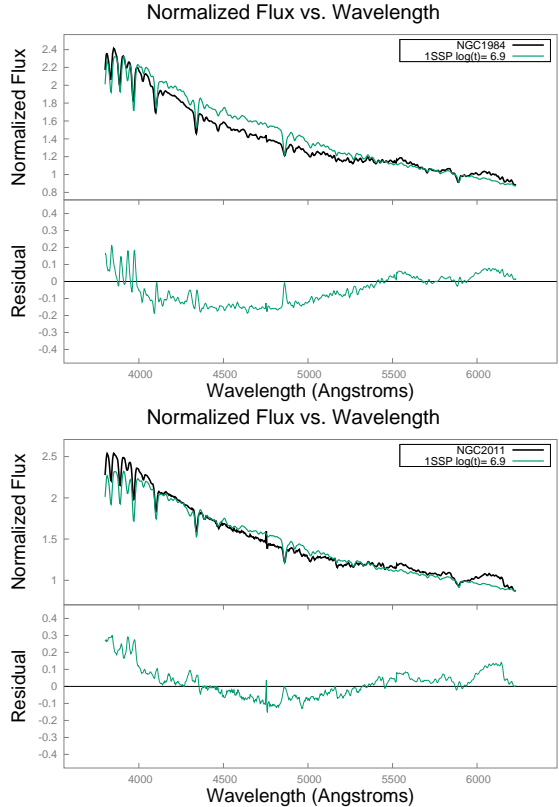 Normalized Flux vs. Wavelength
Normalized Flux
2.4
2.2
2
1.8
1.6
1.4
1.2
1
0.8
NGC1984
1SSP log(t)= 6.9
Residual
0.4
0.3
0.2
0.1
0
-0.1
-0.2
-0.3
-0.4
4000 4500 5000 5500 6000
Wavelength (Angstroms)
Normalized Flux vs. Wavelength
Normalized Flux
2.5
2
1.5
1
NGC2011
1SSP log(t)= 6.9
Residual
0.4
0.3
0.2
0.1
0
-0.1
-0.2
-0.3
-0.4
4000 4500 5000 5500 6000
Wavelength (Angstroms)